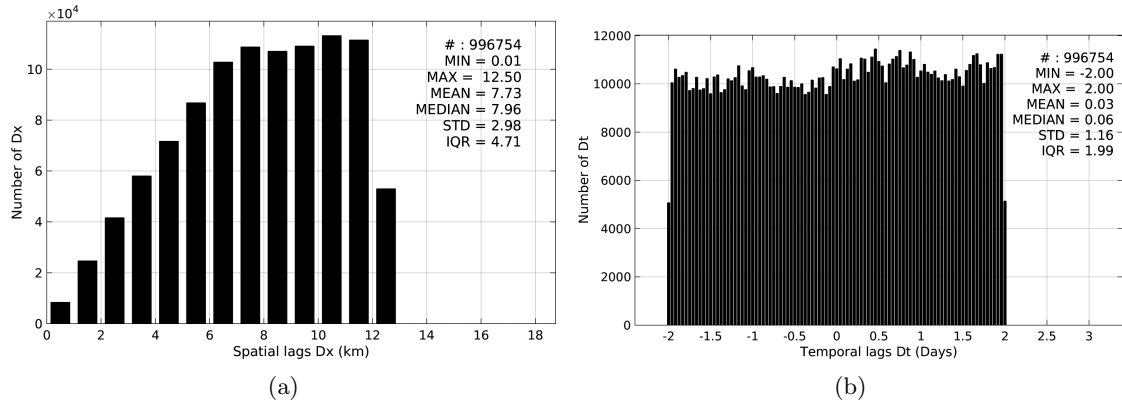 ×10⁴
10
8
6
4
2
0
Number of Dx
# : 996754
MIN = 0.01
MAX = 12.50
MEAN = 7.73
MEDIAN = 7.96
STD = 2.98
IQR = 4.71
0 2 4 6 8 10 12 14 16 18
Spatial lags Dx (km)
(a)
12000
10000
8000
6000
4000
2000
0
Number of Dt
# : 996754
MIN = -2.00
MAX = 2.00
MEAN = 0.03
MEDIAN = 0.06
STD = 1.16
IQR = 1.99
-2 -1.5 -1 -0.5 0 0.5 1 1.5 2 2.5 3
Temporal lags Dt (Days)
(b)